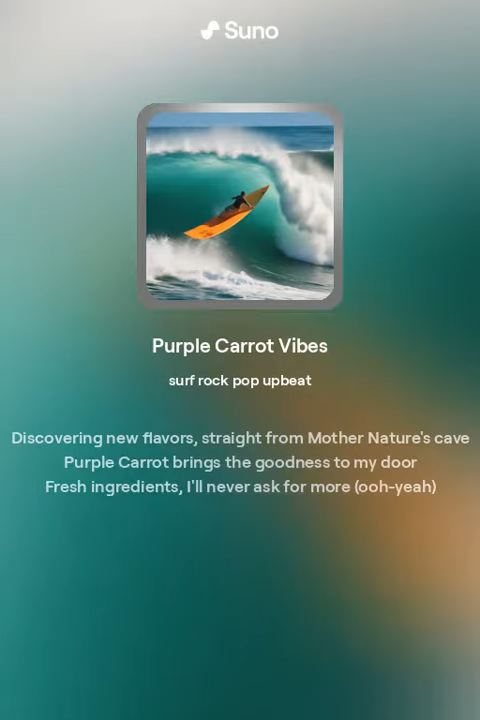 Suno
Purple Carrot Vibes
surf rock pop upbeat
Discovering new flavors, straight from Mother Nature's cave
Purple Carrot brings the goodness to my door
Fresh ingredients, I'll never ask for more (ooh-yeah)